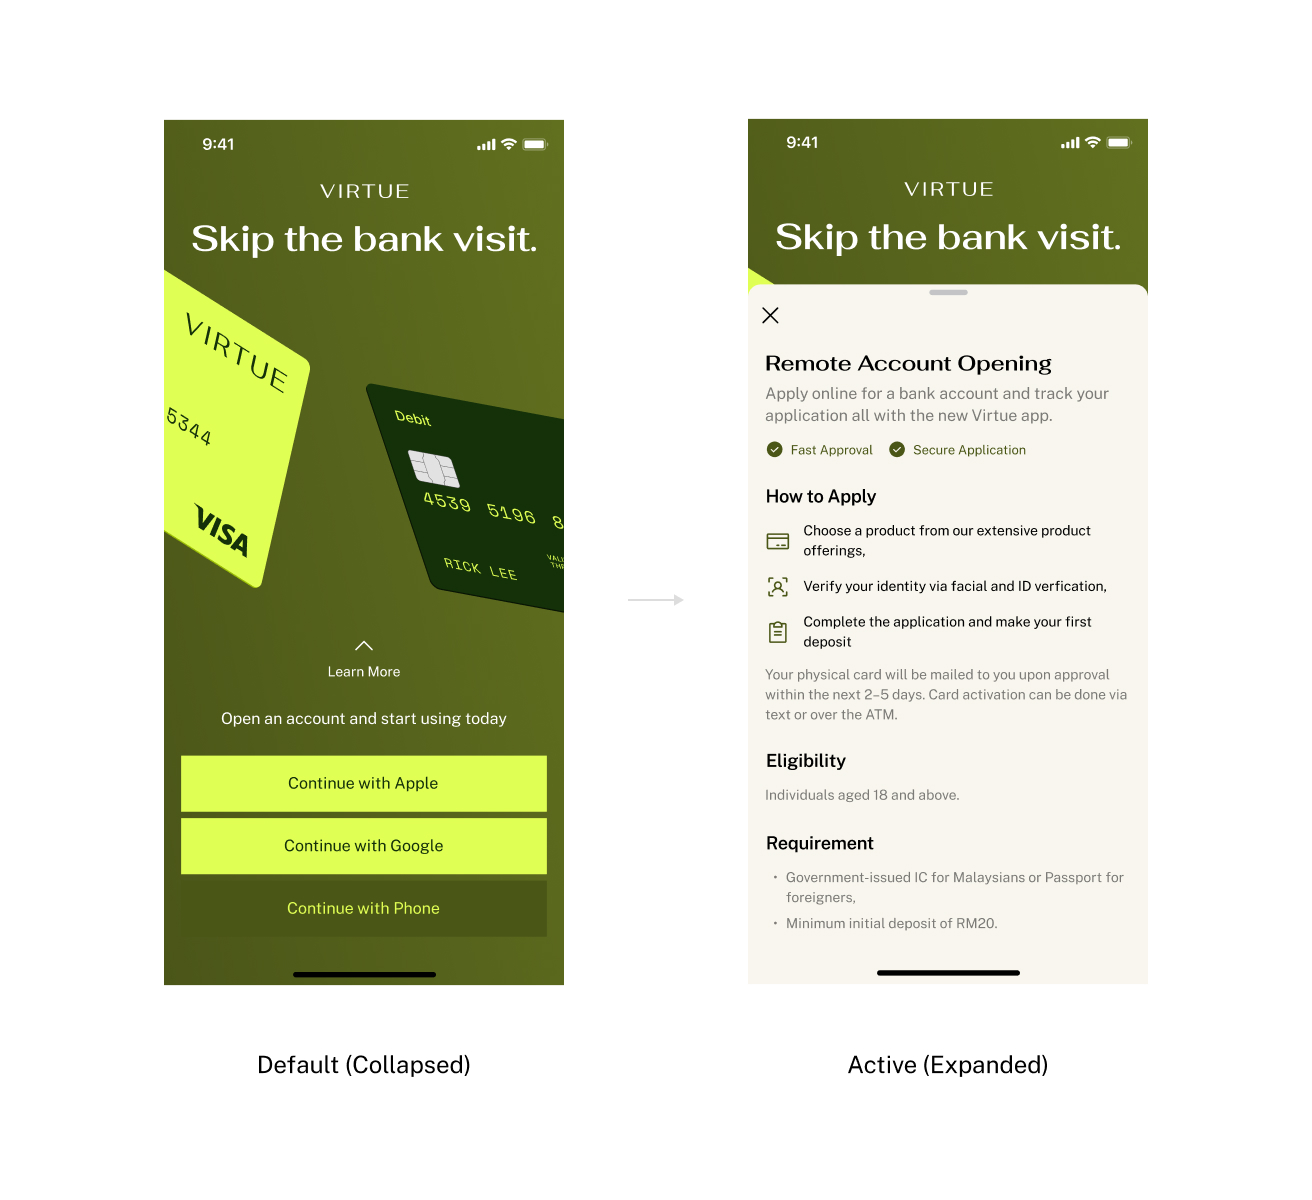 9:41
VIRTUE
Skip the bank visit.
VIRTUE
5344
VISA
Debit
4539 5196 8
RICK LEE
VALI
THR
Learn More
Open an account and start using today
Continue with Apple
Continue with Google
Continue with Phone
Default (Collapsed)
9:41
VIRTUE
Skip the bank visit.
Remote Account Opening
Apply online for a bank account and track your
application all with the new Virtue app.
Fast Approval Secure Application
How to Apply
Choose a product from our extensive product
offerings,
Verify your identity via facial and ID verfication,
Complete the application and make your first
deposit
Your physical card will be mailed to you upon approval
within the next 2–5 days. Card activation can be done via
text or over the ATM.
Eligibility
Individuals aged 18 and above.
Requirement
• Government-issued IC for Malaysians or Passport for
foreigners,
• Minimum initial deposit of RM20.
Active (Expanded)